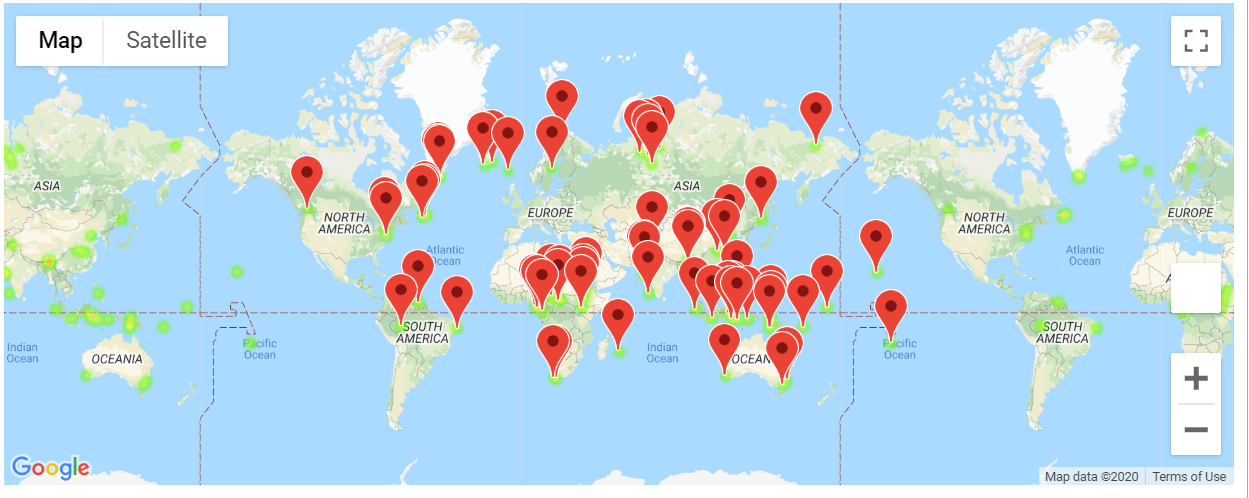 Map Satellite
ASIA
NORTH
AMERICA
Atlantic
Ocean
EUROPE
ASIA
NORTH
AMERICA
Atlantic
Ocean
EUROPE
Indian
Ocean
OCEANIA
Pacific
Ocean
SOUTH
AMERICA
Indian
Ocean
OCEAN
Pacific
Ocean
SOUTH
AMERICA
A
Google
Map data ©2020 Terms of Use